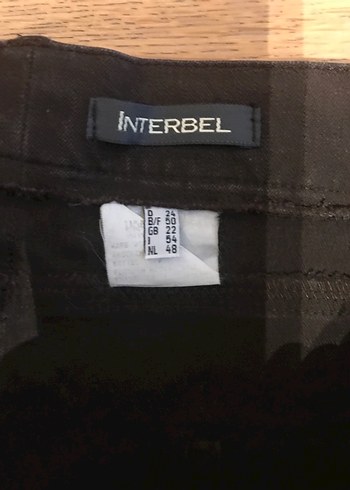 INTERBEL
D 24
B/F 50
GB 22
I 54
NL 48